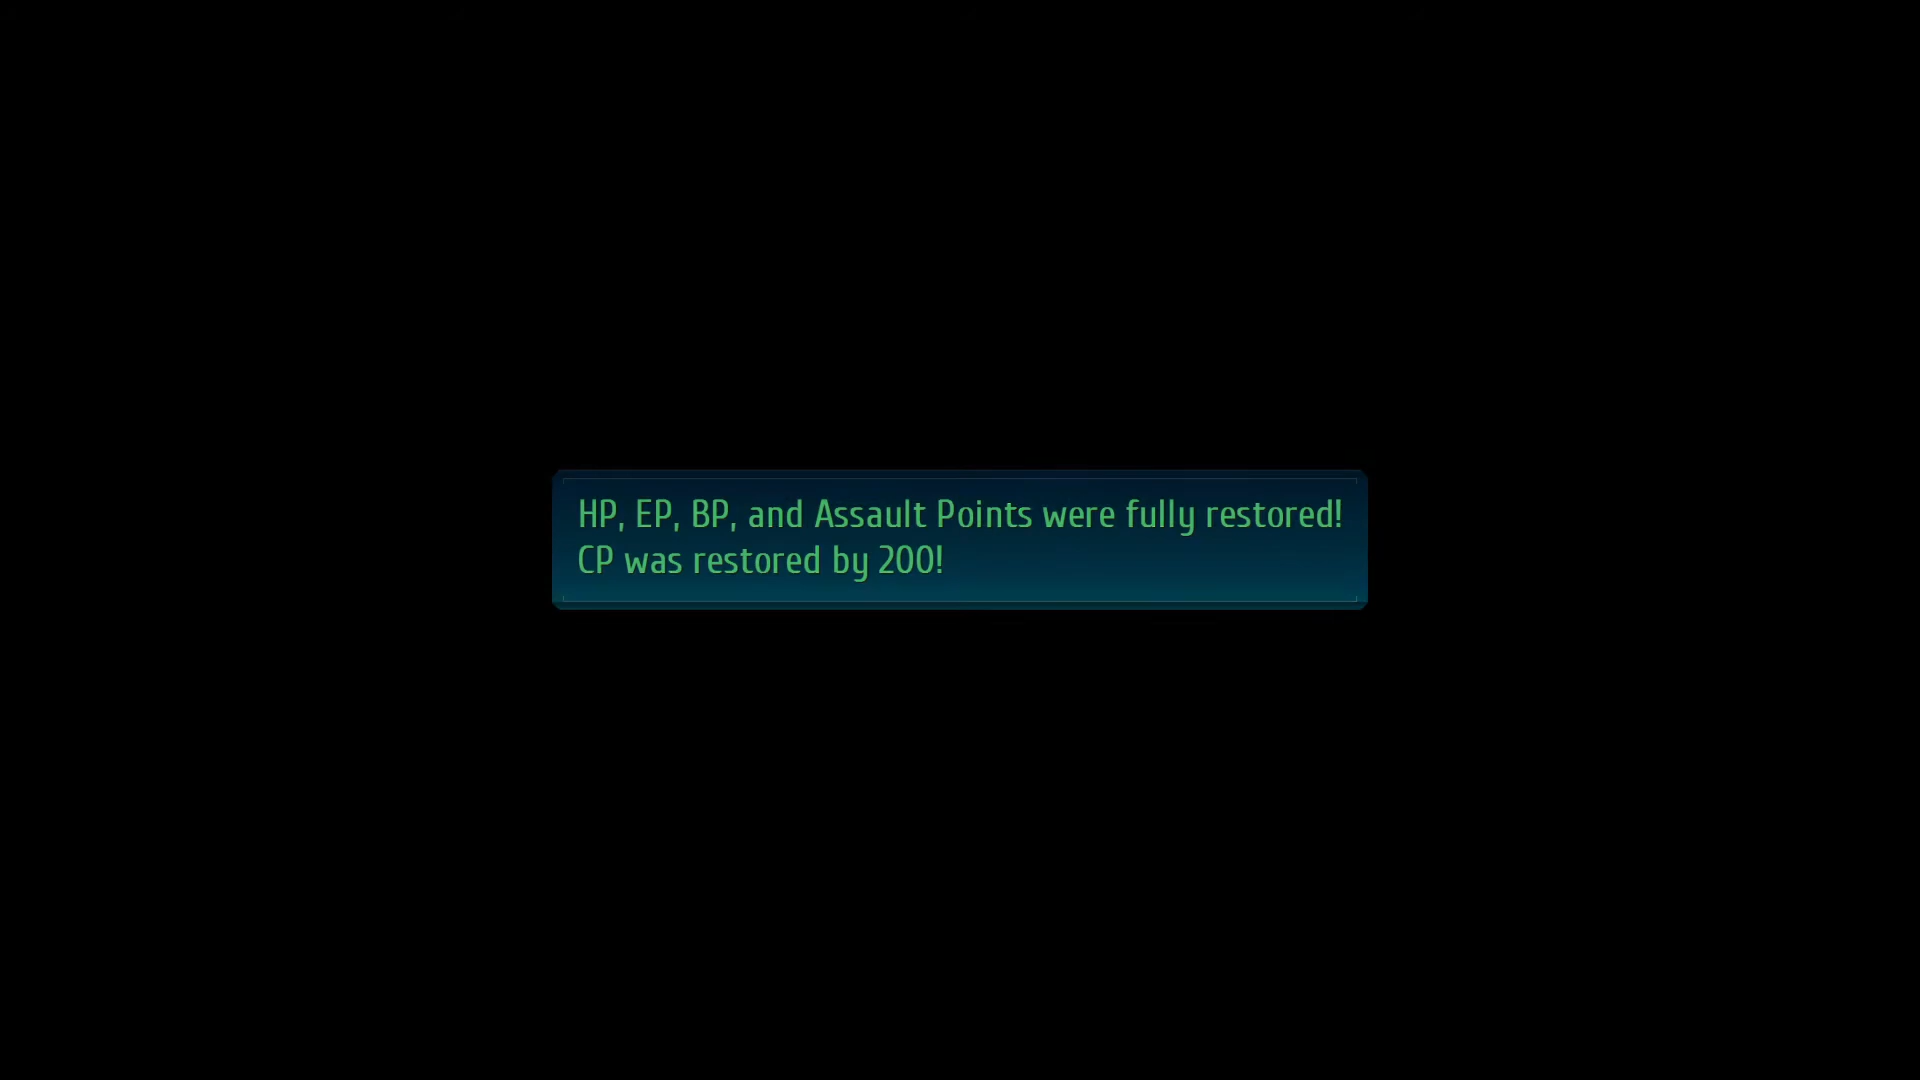 HP, EP, BP, and Assault Points were fully restored!
CP was restored by 200!